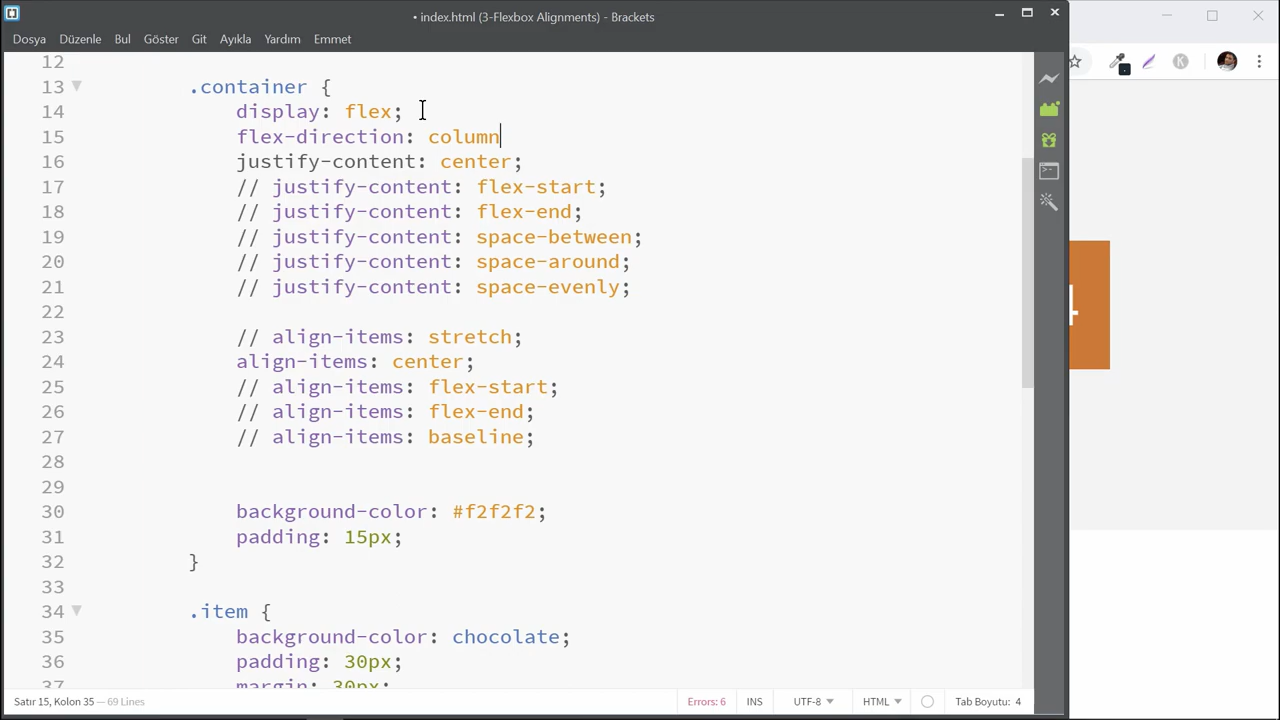 • index.html (3-Flexbox Alignments) - Brackets
Dosya Düzenle Bul Göster Git Ayıkla Yardım Emmet
12
13 .container {
14 display: flex;
15 flex-direction: column
16 justify-content: center;
17 // justify-content: flex-start;
18 // justify-content: flex-end;
19 // justify-content: space-between;
20 // justify-content: space-around;
21 // justify-content: space-evenly;
22
23 // align-items: stretch;
24 align-items: center;
25 // align-items: flex-start;
26 // align-items: flex-end;
27 // align-items: baseline;
28
29
30 background-color: #f2f2f2;
31 padding: 15px;
32 }
33
34 .item {
35 background-color: chocolate;
36 padding: 30px;
37 margin: 30px;
Satır 15, Kolon 35 — 69 Lines Errors: 6 INS UTF-8 HTML Tab Boyutu: 4
K